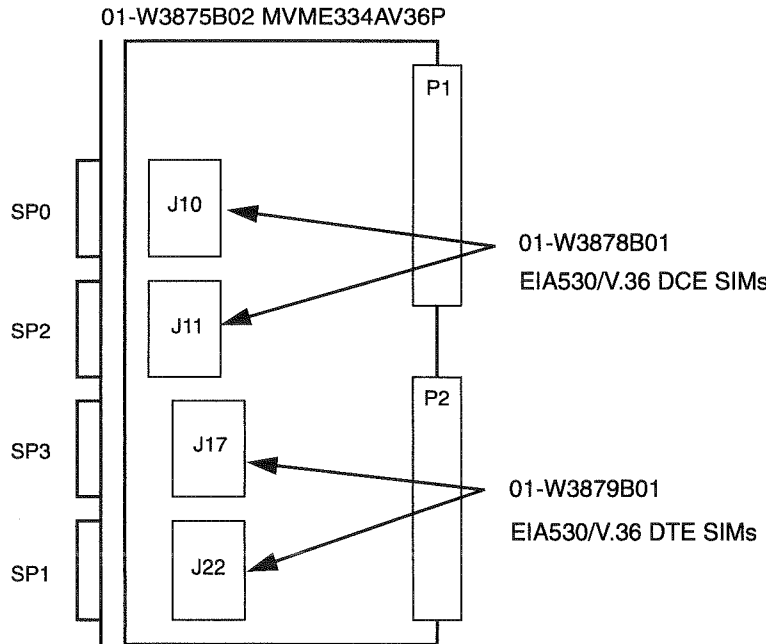 01-W3875B02 MVME334AV36P
P1
SP0
J10
01-W3878B01
EIA530/V.36 DCE SIMs
SP2
J11
P2
SP3
J17
01-W3879B01
EIA530/V.36 DTE SIMs
SP1
J22